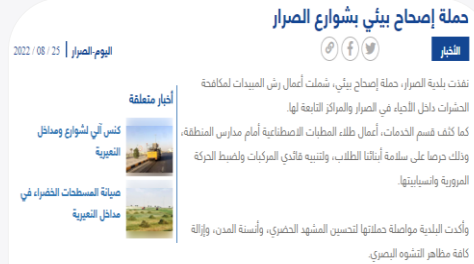 حملة إصحاح بيئي بشوارع الصرار
الأخبار
اليوم-الصرار | 25 / 08 / 2022
نفذت بلدية الصرار، حملة إصحاح بيئي، شملت أعمال رش المبيدات لمكافحة
الحشرات داخل الأحياء في الصرار والمراكز التابعة لها.
كما كثف قسم الخدمات، أعمال طلاء المطبات الاصطناعية أمام مدارس المنطقة،
وذلك حرصا على سلامة أبنائنا الطلاب، ولتنبيه قائدي المركبات ولضبط الحركة
المرورية وانسيابيتها.
وأكدت البلدية مواصلة حملاتها لتحسين المشهد الحضري، وأنسنة المدن، وإزالة
كافة مظاهر التشوه البصري.
أخبار متعلقة
كنس آلي لشوارع ومداخل
النعيرية
صيانة المسطحات الخضراء في
مداخل النعيرية